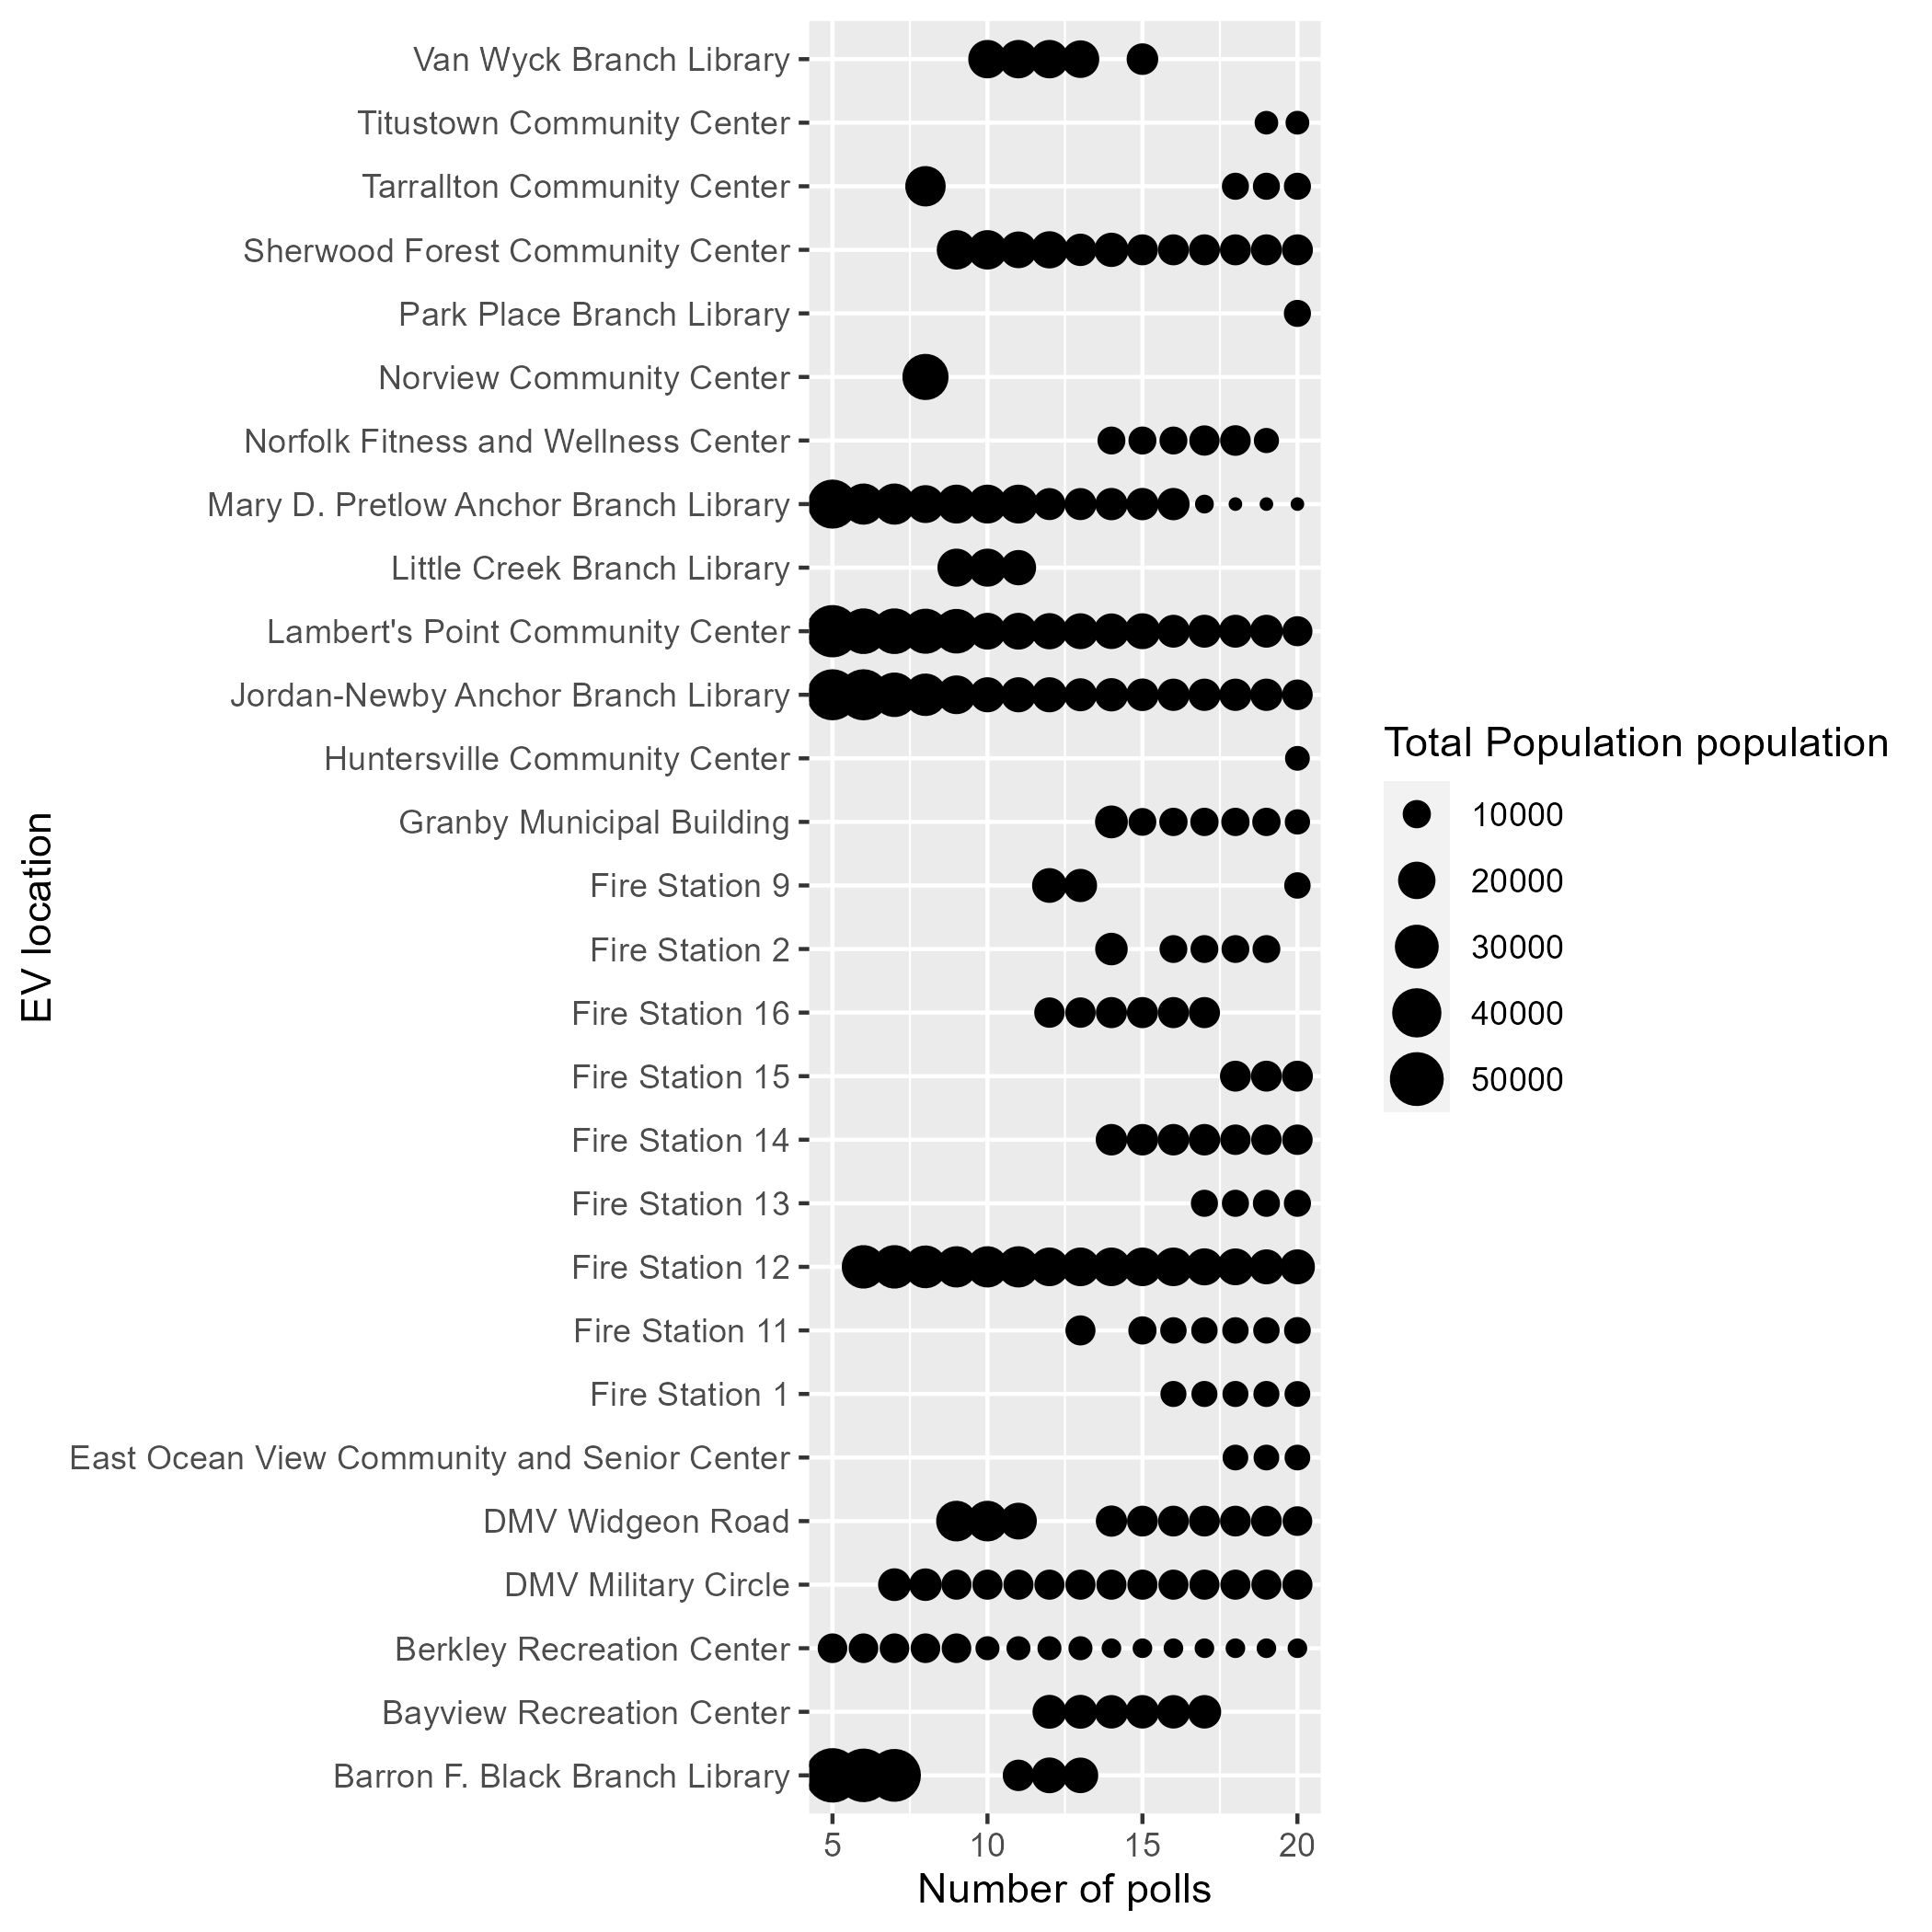 Van Wyck Branch Library
Titustown Community Center
Tarrallton Community Center
Sherwood Forest Community Center
Park Place Branch Library
Norview Community Center
Norfolk Fitness and Wellness Center
Mary D. Pretlow Anchor Branch Library
Little Creek Branch Library
Lambert's Point Community Center
Jordan-Newby Anchor Branch Library
Huntersville Community Center
Granby Municipal Building
Fire Station 9
Fire Station 2
Fire Station 16
Fire Station 15
Fire Station 14
Fire Station 13
Fire Station 12
Fire Station 11
Fire Station 1
East Ocean View Community and Senior Center
DMV Widgeon Road
DMV Military Circle
Berkley Recreation Center
Bayview Recreation Center
Barron F. Black Branch Library
EV location
5 10 15 20
Number of polls
Total Population population
10000
20000
30000
40000
50000